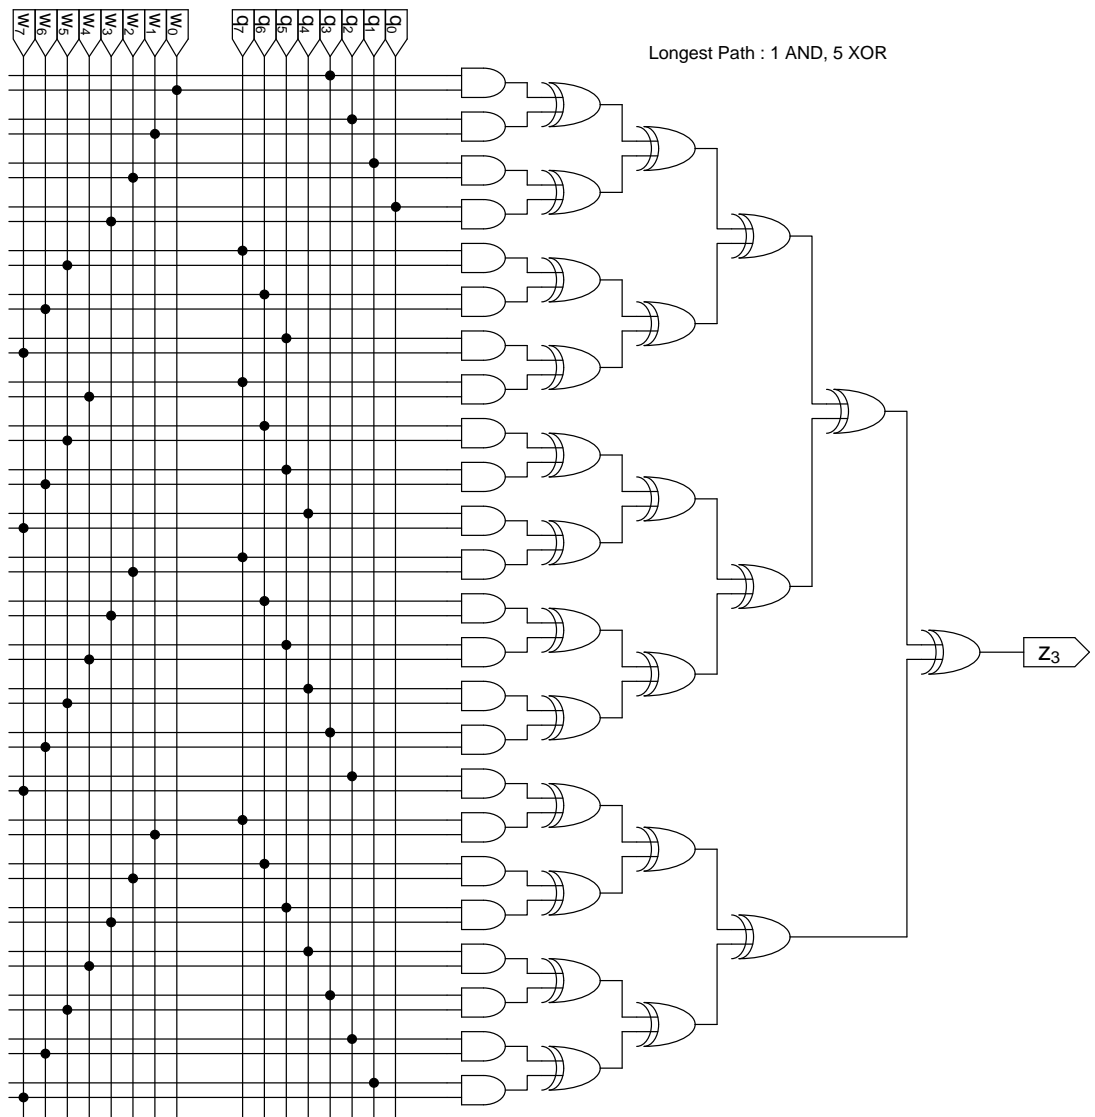 w₇ w₆ w₅ w₄ w₃ w₂ w₁ w₀ q₇ q₆ q₅ q₄ q₃ q₂ q₁ q₀
Longest Path : 1 AND, 5 XOR
z₃